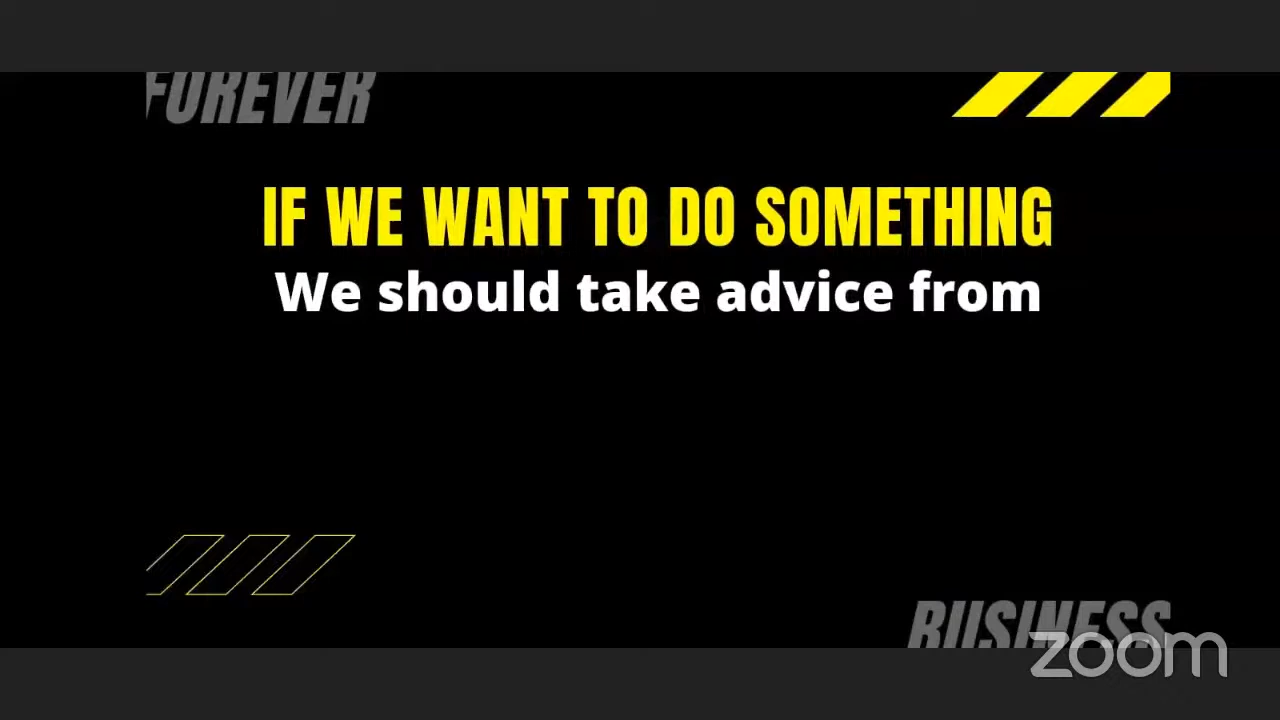 FOREVER
IF WE WANT TO DO SOMETHING
We should take advice from
BUSINESS
zoom